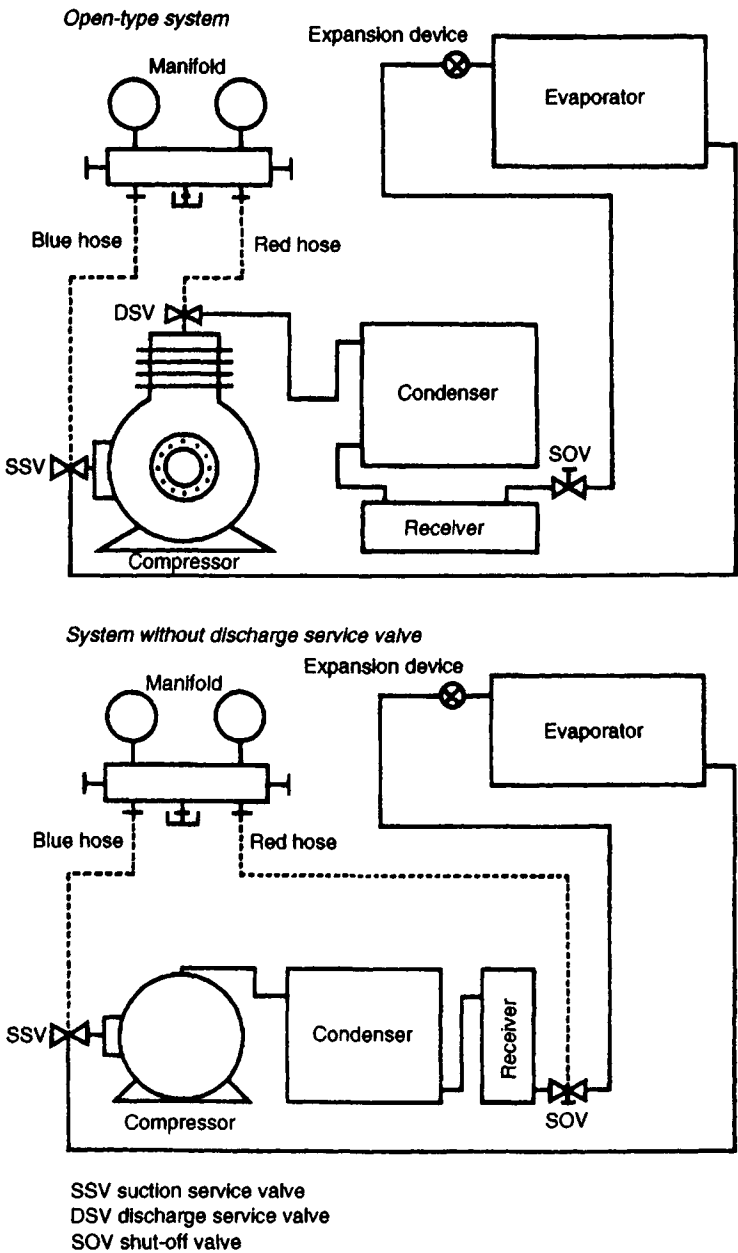 Open-type system
Expansion device
Manifold
Evaporator
Blue hose
Red hose
DSV
Condenser
SSV
SOV
Receiver
Compressor
System without discharge service valve
Expansion device
Manifold
Evaporator
Blue hose
Red hose
SSV
Condenser
Receiver
Compressor
SOV
SSV suction service valve
DSV discharge service valve
SOV shut-off valve